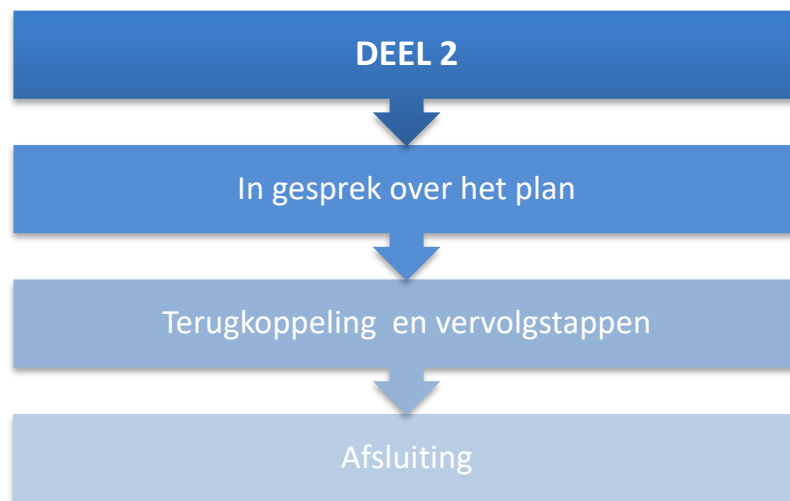 DEEL 2
In gesprek over het plan
Terugkoppeling en vervolgstappen
Afsluiting